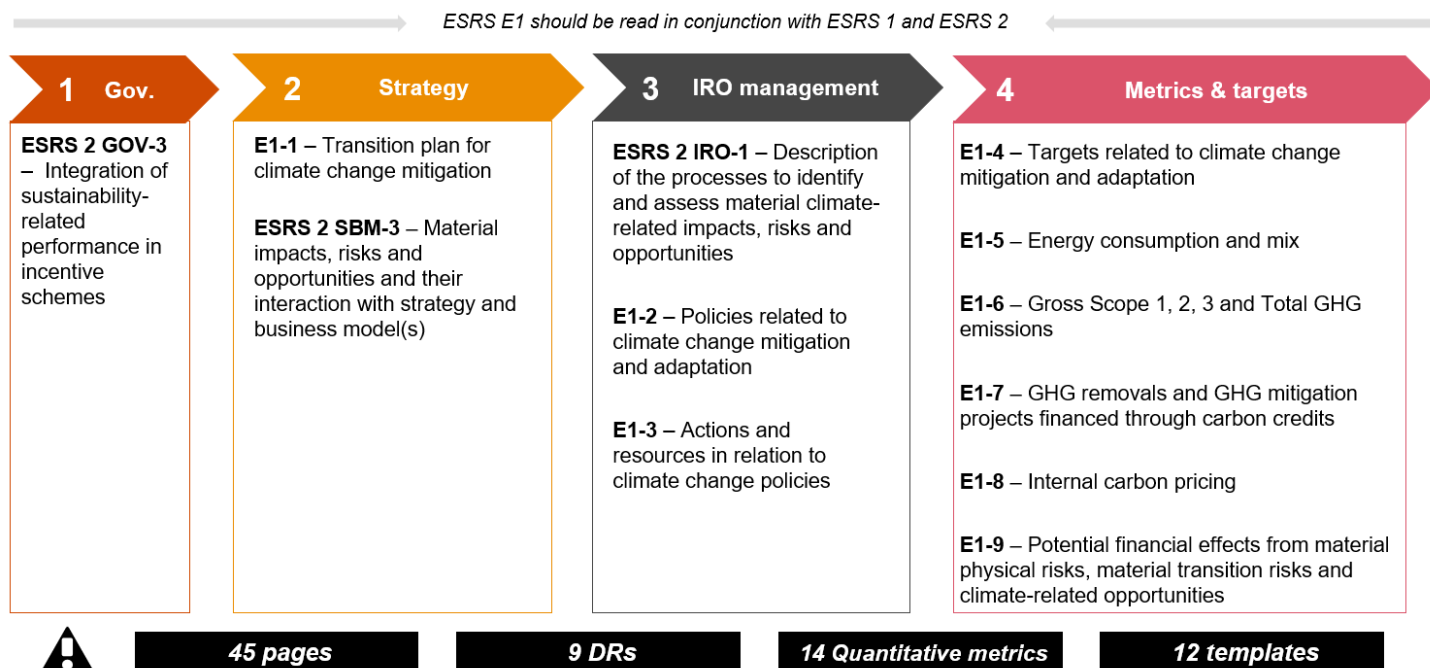 ESRS E1 should be read in conjunction with ESRS 1 and ESRS 2
1 Gov.
ESRS 2 GOV-3
– Integration of
sustainability-
related
performance in
incentive
schemes
2 Strategy
E1-1 – Transition plan for
climate change mitigation
ESRS 2 SBM-3 – Material
impacts, risks and
opportunities and their
interaction with strategy and
business model(s)
3 IRO management
ESRS 2 IRO-1 – Description
of the processes to identify
and assess material climate-
related impacts, risks and
opportunities
E1-2 – Policies related to
climate change mitigation
and adaptation
E1-3 – Actions and
resources in relation to
climate change policies
4 Metrics & targets
E1-4 – Targets related to climate change
mitigation and adaptation
E1-5 – Energy consumption and mix
E1-6 – Gross Scope 1, 2, 3 and Total GHG
emissions
E1-7 – GHG removals and GHG mitigation
projects financed through carbon credits
E1-8 – Internal carbon pricing
E1-9 – Potential financial effects from material
physical risks, material transition risks and
climate-related opportunities
45 pages
9 DRs
14 Quantitative metrics
12 templates